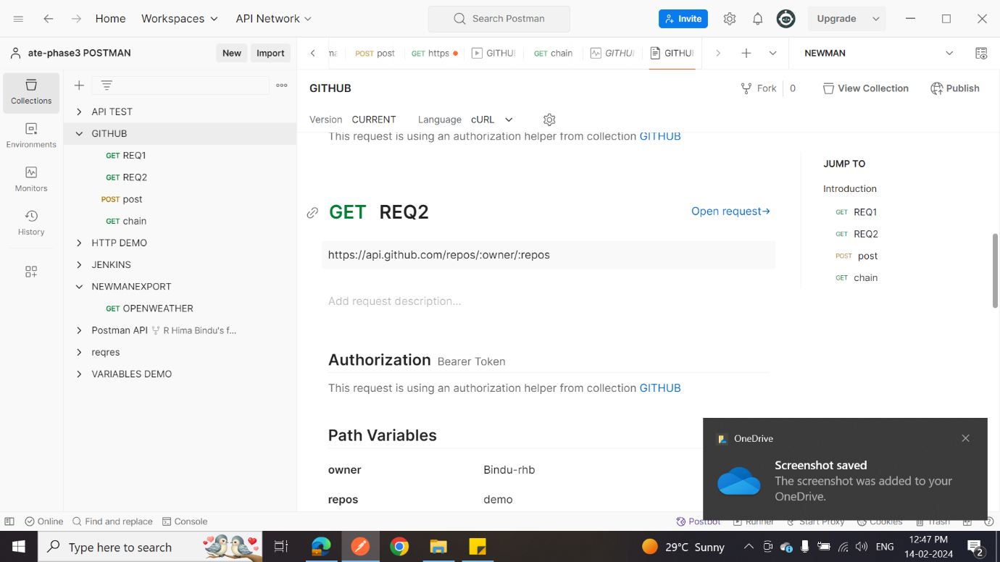 Home Workspaces API Network Search Postman Invite Upgrade
ate-phase3 POSTMAN New Import POST post GET https GITHU GET chain GITHU GITHU NEWMAN
Collections
Environments
Monitors
History
API TEST
GITHUB
GET REQ1
GET REQ2
POST post
GET chain
HTTP DEMO
JENKINS
NEWMANEXPORT
GET OPENWEATHER
Postman API R Hima Bindu's f...
reqres
VARIABLES DEMO
GITHUB Fork 0 View Collection Publish
Version CURRENT Language cURL
This request is using an authorization helper from collection GITHUB
GET REQ2 Open request→
https://api.github.com/repos/:owner/:repos
Add request description...
Authorization Bearer Token
This request is using an authorization helper from collection GITHUB
Path Variables
owner Bindu-rhb
repos demo
JUMP TO
Introduction
GET REQ1
GET REQ2
POST post
GET chain
OneDrive
Screenshot saved
The screenshot was added to your
OneDrive.
Online Find and replace Console Postbot Runner Start Proxy Cookies Trash
Type here to search 29°C Sunny ENG 12:47 PM
14-02-2024 2